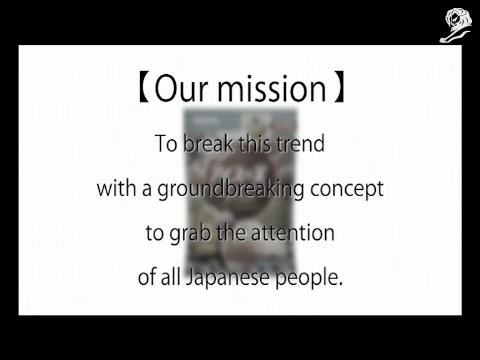 【Our mission】
To break this trend
with a groundbreaking concept
to grab the attention
of all Japanese people.